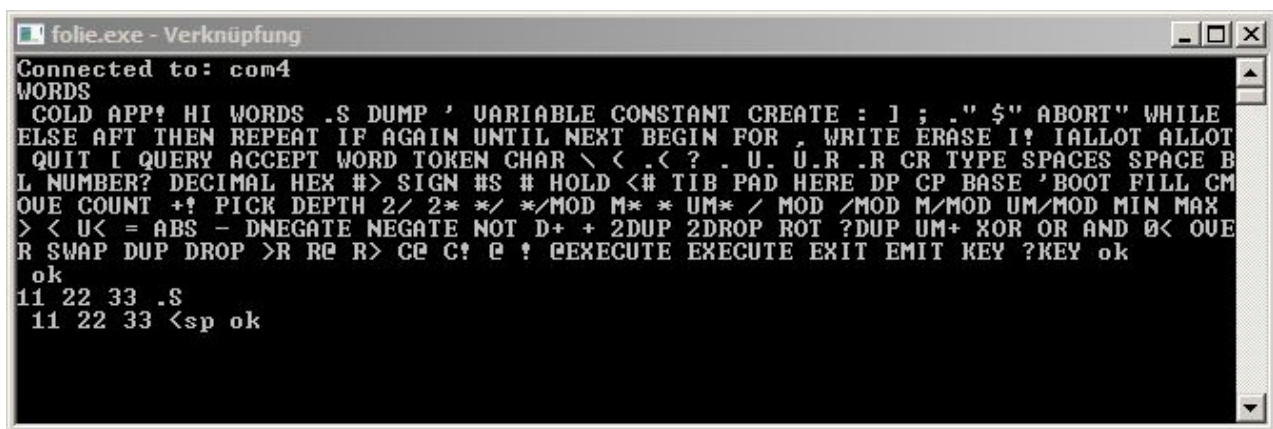 folie.exe - Verknüpfung
Connected to: com4
WORDS
 COLD APP! HI WORDS .S DUMP ' VARIABLE CONSTANT CREATE : ] ; ." $" ABORT" WHILE
ELSE AFT THEN REPEAT IF AGAIN UNTIL NEXT BEGIN FOR , WRITE ERASE I! IALLOT ALLOT
 QUIT [ QUERY ACCEPT WORD TOKEN CHAR \ ( .( ? . U. U.R .R CR TYPE SPACES SPACE B
L NUMBER? DECIMAL HEX #> SIGN #S # HOLD <# TIB PAD HERE DP CP BASE 'BOOT FILL CM
OVE COUNT +! PICK DEPTH 2/ 2* */ */MOD M* * UM* / MOD /MOD M/MOD UM/MOD MIN MAX
> < U< = ABS - DNEGATE NEGATE NOT D+ + 2DUP 2DROP ROT ?DUP UM+ XOR OR AND 0< OVE
R SWAP DUP DROP >R R@ R> C@ C! @ ! @EXECUTE EXECUTE EXIT EMIT KEY ?KEY ok
 ok
11 22 33 .S
 11 22 33 <sp ok